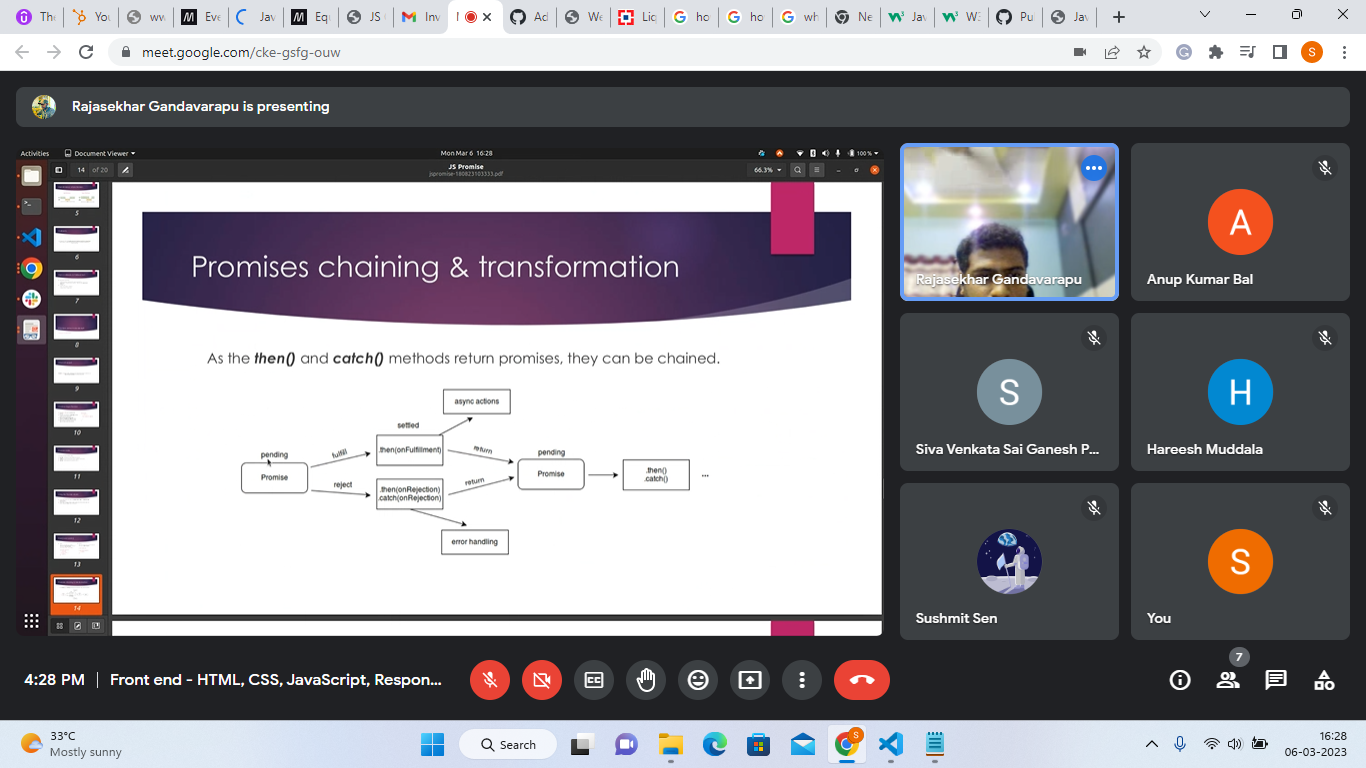 Th
You
ww
Eve
Jav
Equ
JS (
Inv
Ad
We
Liq
ho
ho
wh
Ne
Jav
W3
Pu
Jav
meet.google.com/cke-gsfg-ouw
S
Rajasekhar Gandavarapu is presenting
Activities
Document Viewer
Mon Mar 6 16:28
100 %
14 of 20
JS Promise
jspromise-190823103333.pdf
66.3%
5
6
7
8
9
10
11
12
13
14
Promises chaining & transformation
As the then() and catch() methods return promises, they can be chained.
async actions
settled
pending
fulfill
.then(onFulfillment)
return
pending
Promise
reject
.then(onRejection)
.catch(onRejection)
return
Promise
.then()
.catch()
...
error handling
Rajasekhar Gandavarapu
A
Anup Kumar Bal
S
Siva Venkata Sai Ganesh P...
H
Hareesh Muddala
Sushmit Sen
S
You
4:28 PM
Front end - HTML, CSS, JavaScript, Respon...
7
33°C
Mostly sunny
Search
S
16:28
06-03-2023